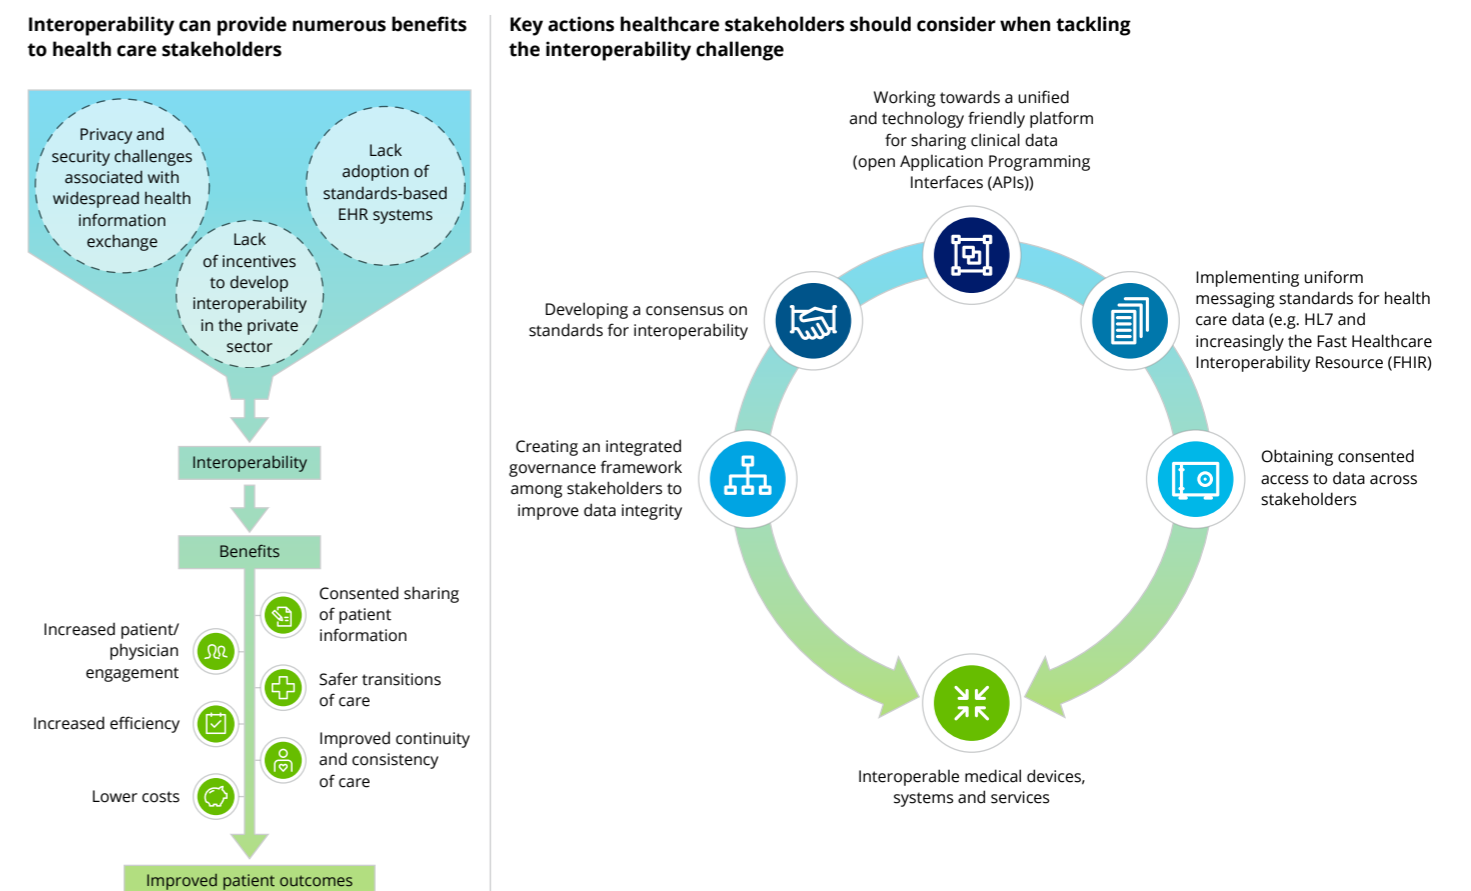 Interoperability can provide numerous benefits
to health care stakeholders
Privacy and
security challenges
associated with
widespread health
information
exchange
Lack
adoption of
standards-based
EHR systems
Lack
of incentives
to develop
interoperability
in the private
sector
Interoperability
Benefits
Consented sharing
of patient
information
Increased patient/
physician
engagement
Safer transitions
of care
Increased efficiency
Improved continuity
and consistency
of care
Lower costs
Improved patient outcomes
Key actions healthcare stakeholders should consider when tackling
the interoperability challenge
Working towards a unified
and technology friendly platform
for sharing clinical data
(open Application Programming
Interfaces (APIs))
Developing a consensus on
standards for interoperability
Implementing uniform
messaging standards for health
care data (e.g. HL7 and
increasingly the Fast Healthcare
Interoperability Resource (FHIR)
Creating an integrated
governance framework
among stakeholders to
improve data integrity
Obtaining consented
access to data across
stakeholders
Interoperable medical devices,
systems and services